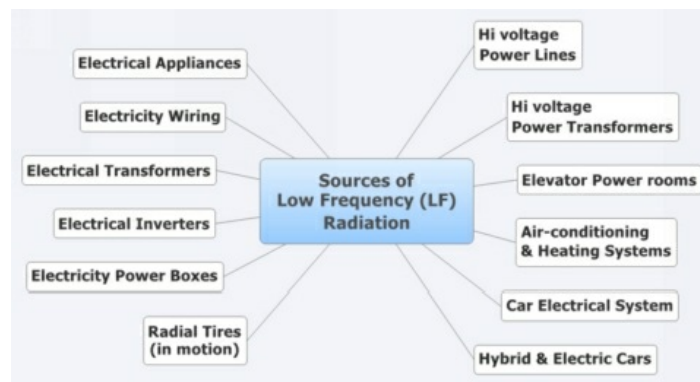 Sources of
Low Frequency (LF)
Radiation
Electrical Appliances
Electricity Wiring
Electrical Transformers
Electrical Inverters
Electricity Power Boxes
Radial Tires
(in motion)
Hi voltage
Power Lines
Hi voltage
Power Transformers
Elevator Power rooms
Air-conditioning
& Heating Systems
Car Electrical System
Hybrid & Electric Cars